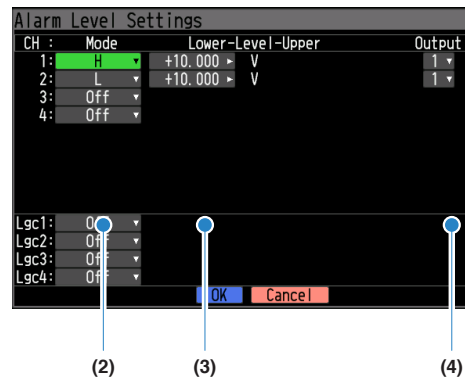 Alarm Level Settings
CH : Mode Lower-Level-Upper Output
1: H +10.000 V 1
2: L +10.000 V 1
3: Off
4: Off
Lgc1: Off
Lgc2: Off
Lgc3: Off
Lgc4: Off
OK Cancel
(2) (3) (4)